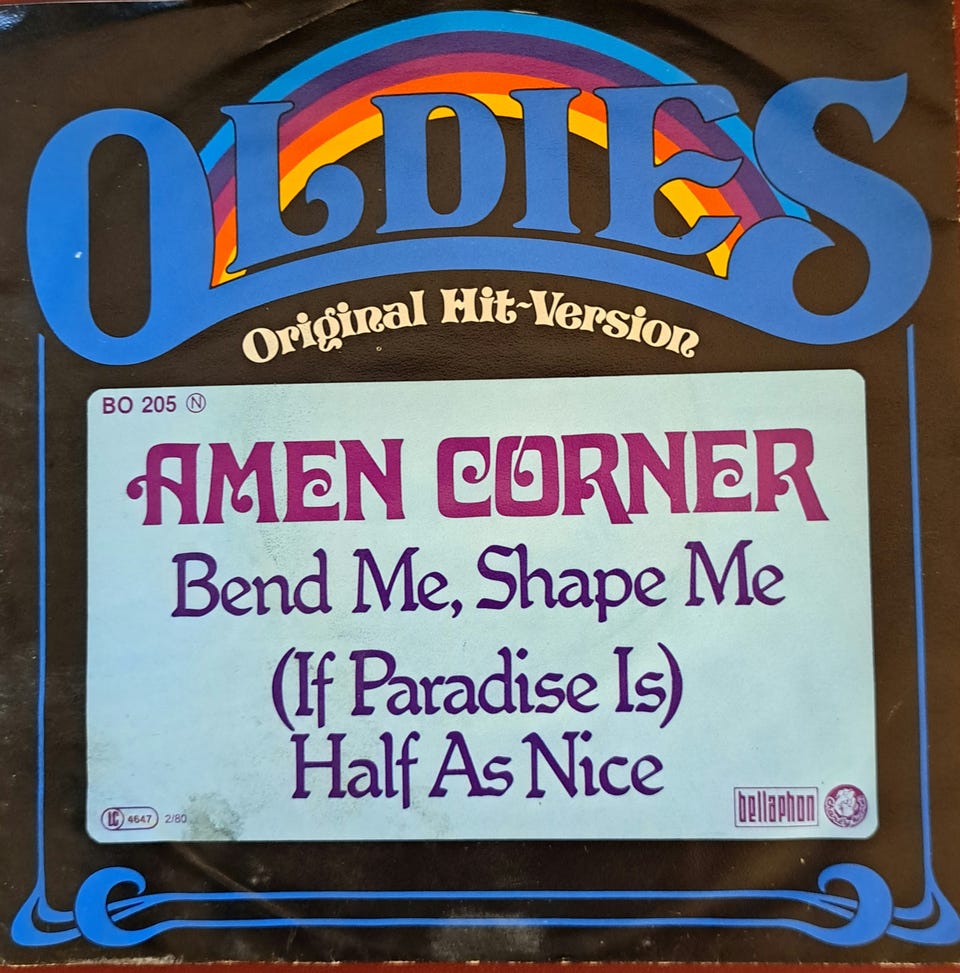 OLDIES
Original Hit-Version
BO 205 Ⓝ
AMEN CORNER
Bend Me, Shape Me
(If Paradise Is)
Half As Nice
LC 4647 2/80
bellaphon